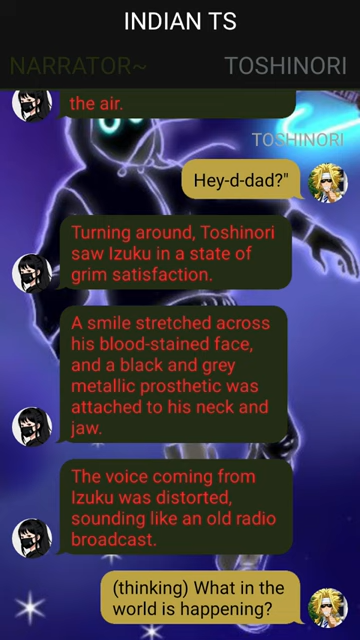 INDIAN TS
NARRATOR~ TOSHINORI
the air.
TOSHINORI
Hey-d-dad?"
Turning around, Toshinori
saw Izuku in a state of
grim satisfaction.
A smile stretched across
his blood-stained face,
and a black and grey
metallic prosthetic was
attached to his neck and
jaw.
The voice coming from
Izuku was distorted,
sounding like an old radio
broadcast.
(thinking) What in the
world is happening?